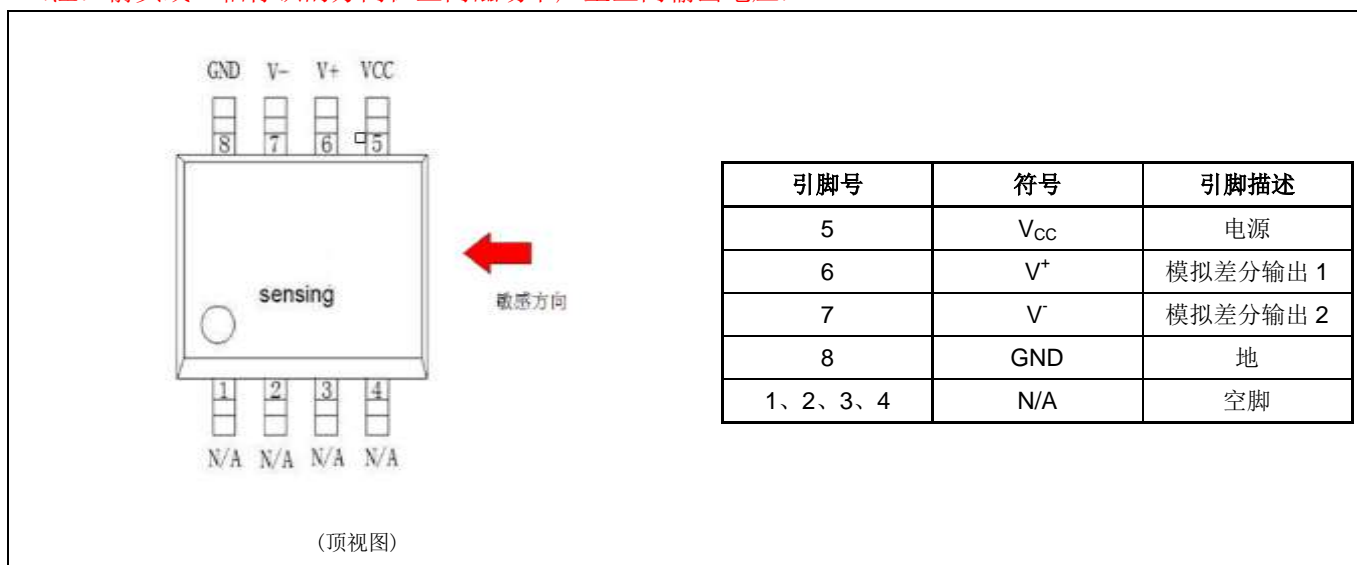 GND V- V+ VCC
8 7 6 5
sensing
敏感方向
1 2 3 4
N/A N/A N/A N/A
(顶视图)
引脚号 符号 引脚描述
5 VCC 电源
6 V+ 模拟差分输出 1
7 V- 模拟差分输出 2
8 GND 地
1、2、3、4 N/A 空脚